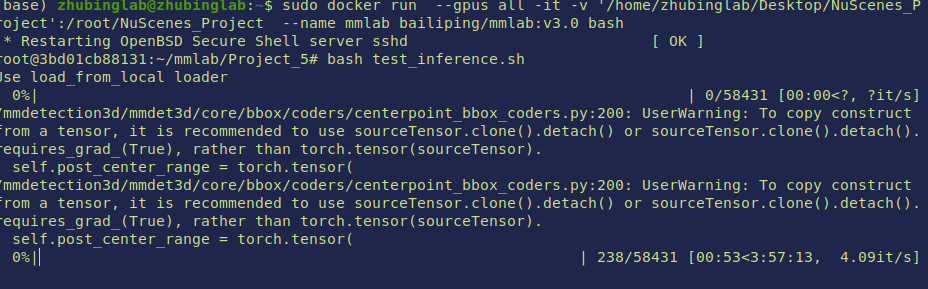 (base) zhubinglab@zhubinglab:~$ sudo docker run  --gpus all -it -v '/home/zhubinglab/Desktop/NuScenes_P
roject':/root/NuScenes_Project  --name mmlab bailiping/mmlab:v3.0 bash
 * Restarting OpenBSD Secure Shell server sshd                           [ OK ]
root@3bd01cb88131:~/mmlab/Project_5# bash test_inference.sh
Use load_from_local loader
  0%|                                                                              | 0/58431 [00:00<?, ?it/s]
/mmdetection3d/mmdet3d/core/bbox/coders/centerpoint_bbox_coders.py:200: UserWarning: To copy construct
from a tensor, it is recommended to use sourceTensor.clone().detach() or sourceTensor.clone().detach().
requires_grad_(True), rather than torch.tensor(sourceTensor).
  self.post_center_range = torch.tensor(
/mmdetection3d/mmdet3d/core/bbox/coders/centerpoint_bbox_coders.py:200: UserWarning: To copy construct
from a tensor, it is recommended to use sourceTensor.clone().detach() or sourceTensor.clone().detach().
requires_grad_(True), rather than torch.tensor(sourceTensor).
  self.post_center_range = torch.tensor(
  0%|                                                                | 238/58431 [00:53<3:57:13,  4.09it/s]